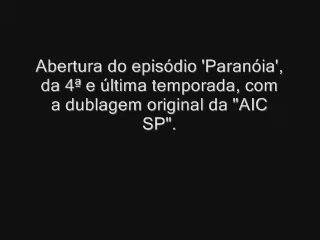 Abertura do episódio 'Paranóia',
da 4ª e última temporada, com
a dublagem original da "AIC
SP".